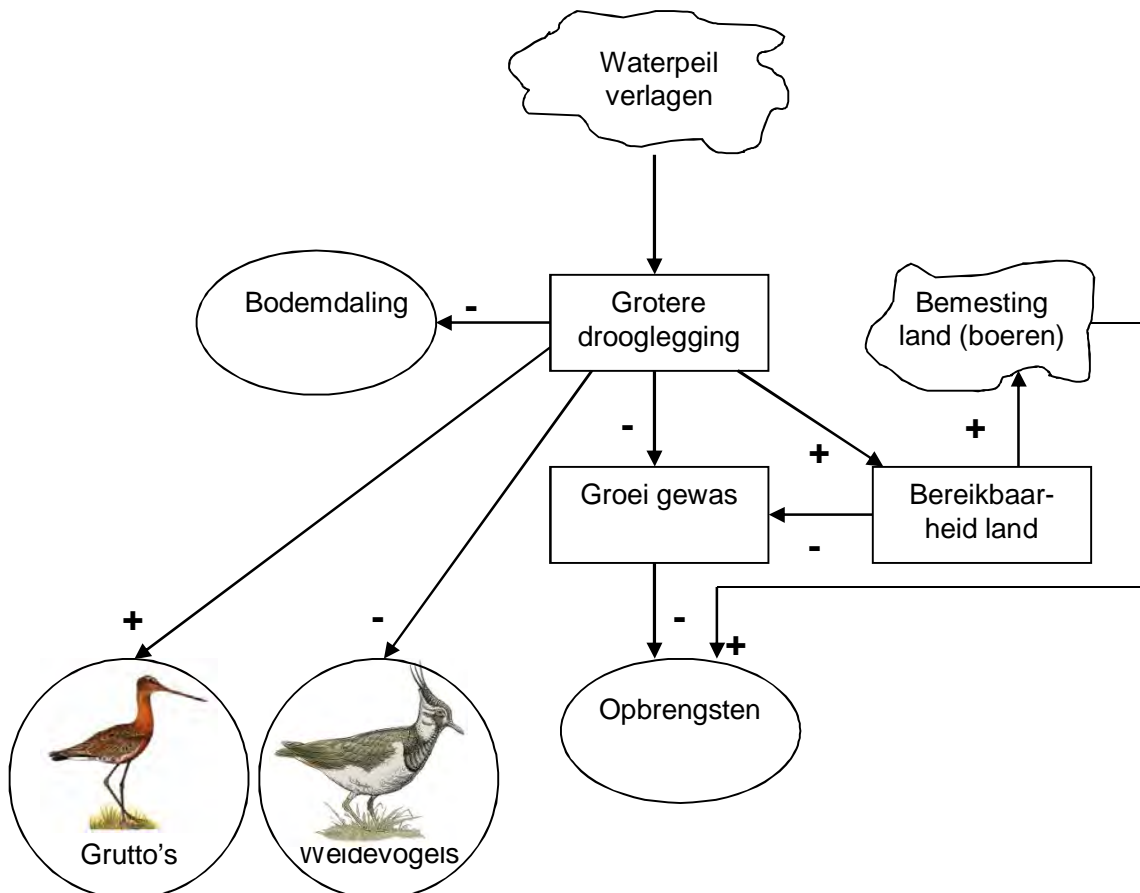 Waterpeil
verlagen
Bodemdaling
-
Grotere
drooglegging
Bemesting
land (boeren)
-
+
+
Groei gewas
Bereikbaar-
heid land
-
+
-
-
+
Opbrengsten
Grutto's
Weidevogels